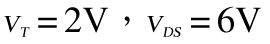 V_T = 2V ， V_DS = 6V